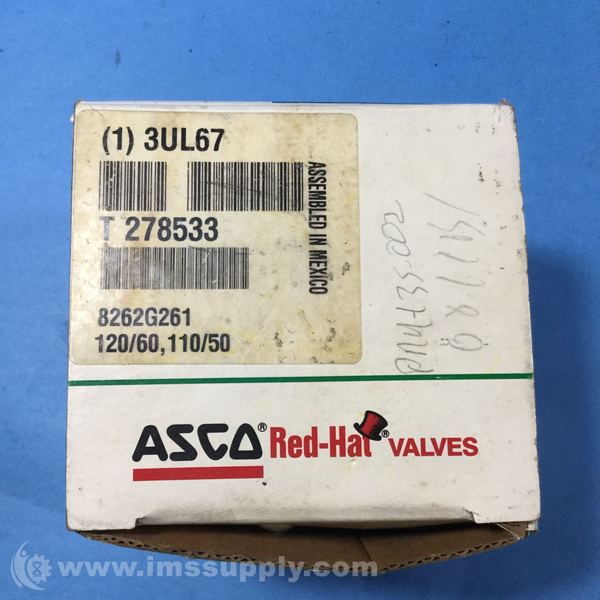 (1) 3UL67
T 278533
ASSEMBLED IN MEXICO
8262G261
120/60,110/50
ASCO® Red-Hat® VALVES
www.imssupply.com